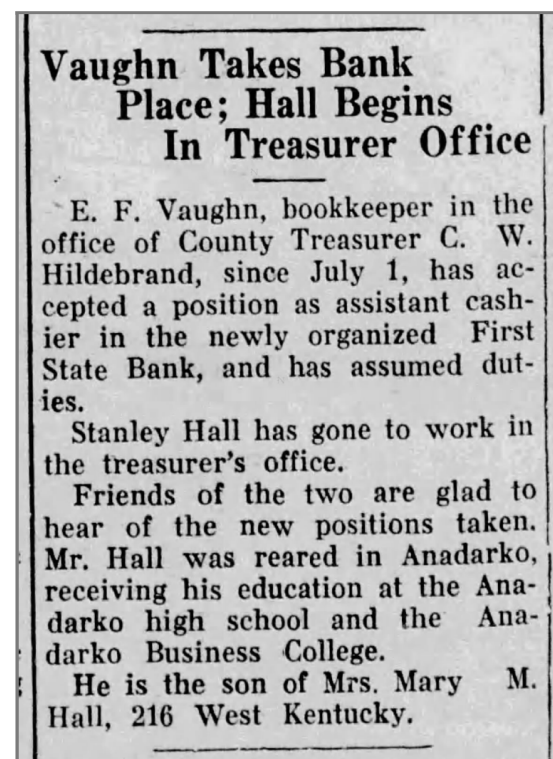 Vaughn Takes Bank
Place; Hall Begins
In Treasurer Office
E. F. Vaughn, bookkeeper in the
office of County Treasurer C. W.
Hildebrand, since July 1, has ac-
cepted a position as assistant cash-
ier in the newly organized First
State Bank, and has assumed dut-
ies.
Stanley Hall has gone to work in
the treasurer's office.
Friends of the two are glad to
hear of the new positions taken.
Mr. Hall was reared in Anadarko,
receiving his education at the Ana-
darko high school and the Ana-
darko Business College.
He is the son of Mrs. Mary M.
Hall, 216 West Kentucky.